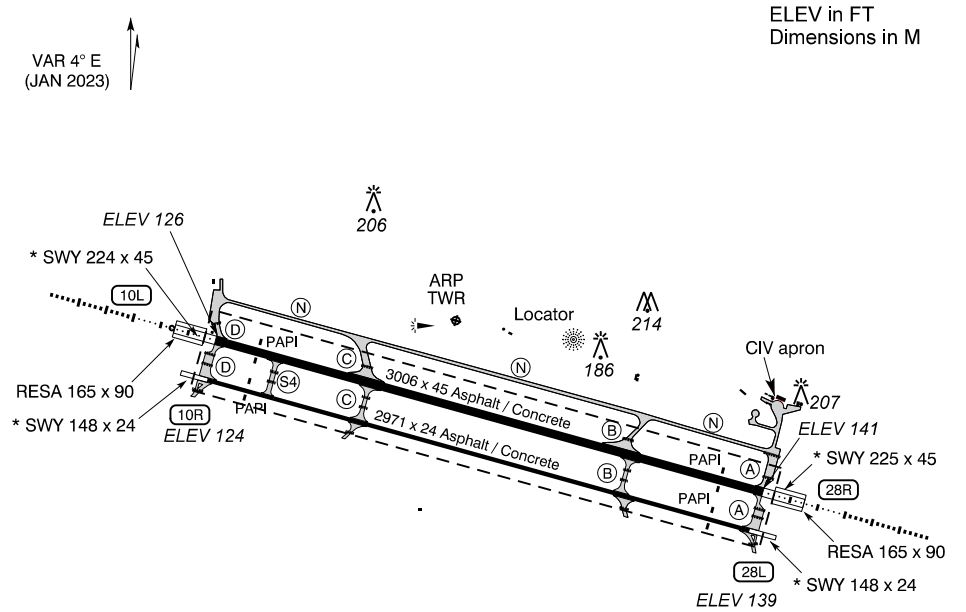 ELEV in FT
Dimensions in M
VAR 4° E
(JAN 2023)
206
ELEV 126
* SWY 224 x 45
10L
N
ARP
TWR
Locator
N
214
186
CIV apron
207
N
D
PAPI
C
3006 x 45 Asphalt / Concrete
B
PAPI
A
ELEV 141
* SWY 225 x 45
28R
RESA 165 x 90
RESA 165 x 90
* SWY 148 x 24
10R
ELEV 124
D
S4
PAPI
C
2971 x 24 Asphalt / Concrete
B
PAPI
A
28L
ELEV 139
* SWY 148 x 24